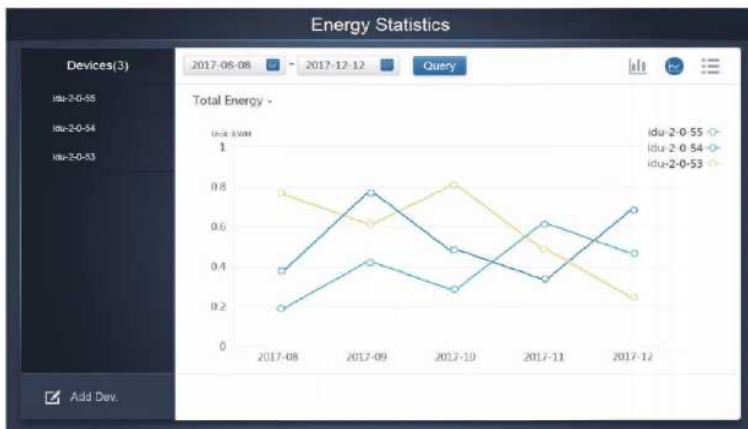 Energy Statistics
Devices(3)
idu-2-0-55
idu-2-0-54
idu-2-0-53
Add Dev.
2017-08-08 - 2017-12-12 Query
Total Energy
Unit: KWH
idu-2-0-55
idu-2-0-54
idu-2-0-53
1
0.8
0.6
0.4
0.2
0
2017-08 2017-09 2017-10 2017-11 2017-12